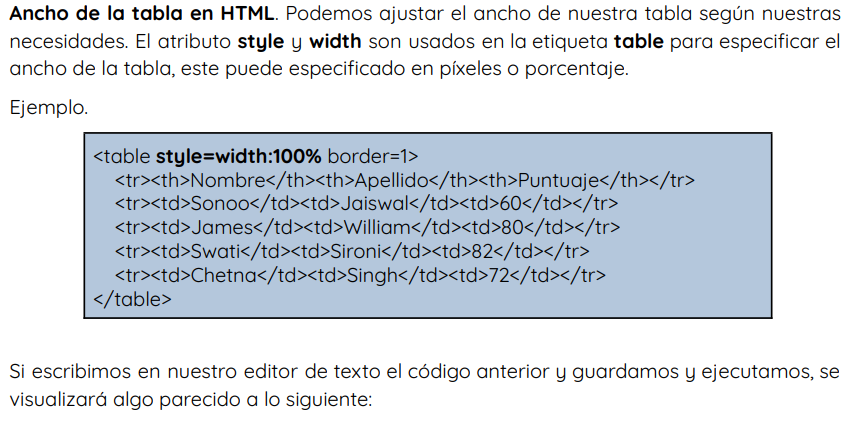 Ancho de la tabla en HTML. Podemos ajustar el ancho de nuestra tabla según nuestras
necesidades. El atributo style y width son usados en la etiqueta table para especificar el
ancho de la tabla, este puede especificado en píxeles o porcentaje.
Ejemplo.
<table style=width:100% border=1>
<tr><th>Nombre</th><th>Apellido</th><th>Puntuaje</th></tr>
<tr><td>Sonoo</td><td>Jaiswal</td><td>60</td></tr>
<tr><td>James</td><td>William</td><td>80</td></tr>
<tr><td>Swati</td><td>Sironi</td><td>82</td></tr>
<tr><td>Chetna</td><td>Singh</td><td>72</td></tr>
</table>
Si escribimos en nuestro editor de texto el código anterior y guardamos y ejecutamos, se
visualizará algo parecido a lo siguiente: